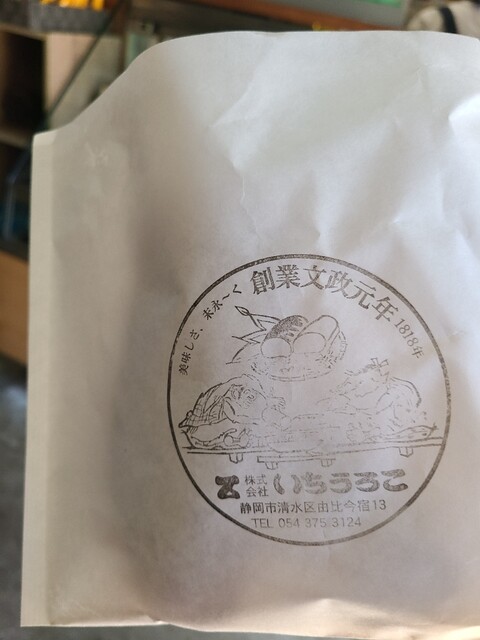 美味しさ、末永~く
創業文政元年
1818年
株式
会社
いちうろこ
静岡市清水区由比今宿13
TEL 054 375 3124